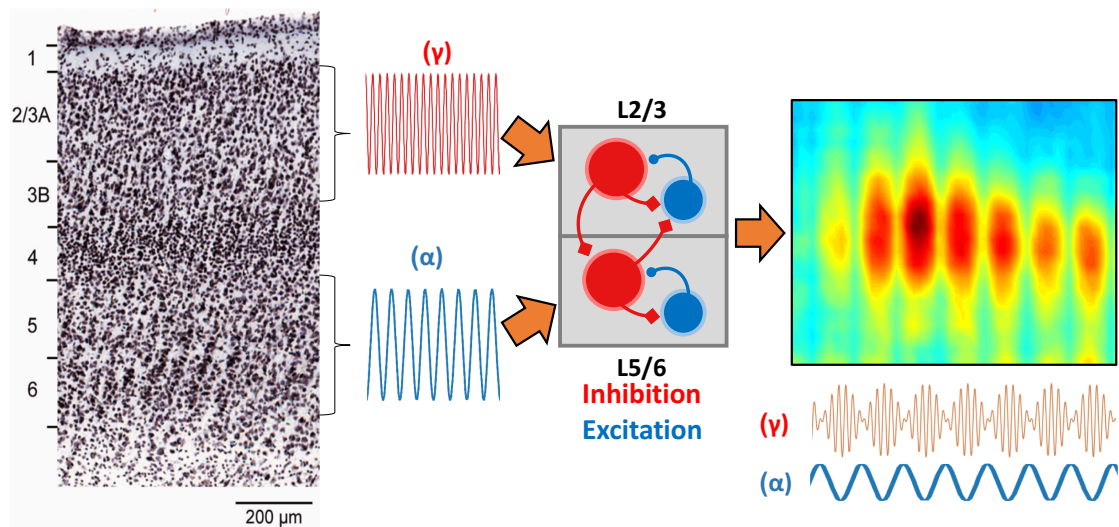 1
2/3A
3B
4
5
6
200 µm
(γ)
(α)
L2/3
L5/6
Inhibition
Excitation
(γ)
(α)